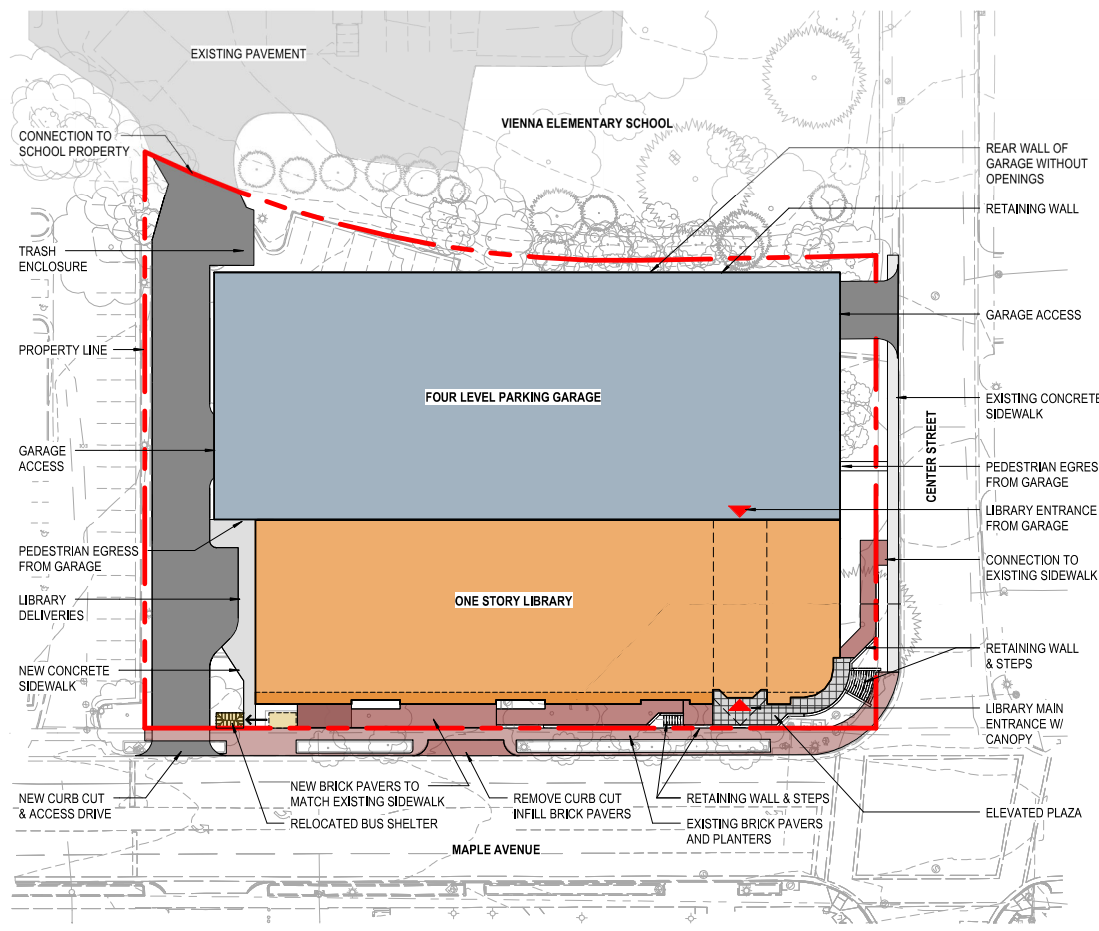 EXISTING PAVEMENT
VIENNA ELEMENTARY SCHOOL
CONNECTION TO
SCHOOL PROPERTY
TRASH
ENCLOSURE
PROPERTY LINE
GARAGE
ACCESS
PEDESTRIAN EGRESS
FROM GARAGE
LIBRARY
DELIVERIES
NEW CONCRETE
SIDEWALK
NEW CURB CUT
& ACCESS DRIVE
FOUR LEVEL PARKING GARAGE
ONE STORY LIBRARY
REAR WALL OF
GARAGE WITHOUT
OPENINGS
RETAINING WALL
GARAGE ACCESS
EXISTING CONCRETE
SIDEWALK
CENTER STREET
PEDESTRIAN EGRESS
FROM GARAGE
LIBRARY ENTRANCE
FROM GARAGE
CONNECTION TO
EXISTING SIDEWALK
RETAINING WALL
& STEPS
LIBRARY MAIN
ENTRANCE W/
CANOPY
ELEVATED PLAZA
NEW BRICK PAVERS TO
MATCH EXISTING SIDEWALK
RELOCATED BUS SHELTER
REMOVE CURB CUT
INFILL BRICK PAVERS
RETAINING WALL & STEPS
EXISTING BRICK PAVERS
AND PLANTERS
MAPLE AVENUE